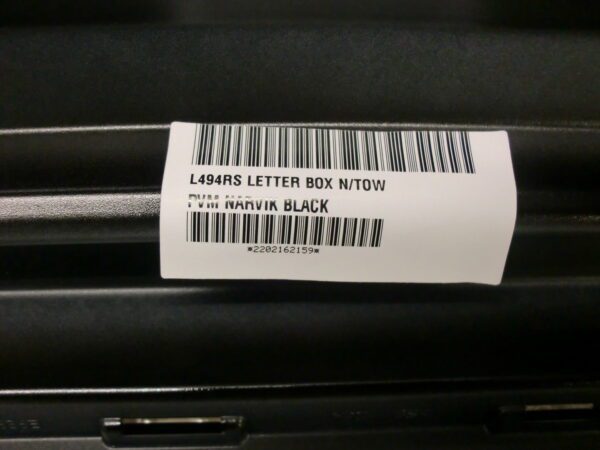 L494RS LETTER BOX N/TOW
PVM NARVIK BLACK
*2202162159*